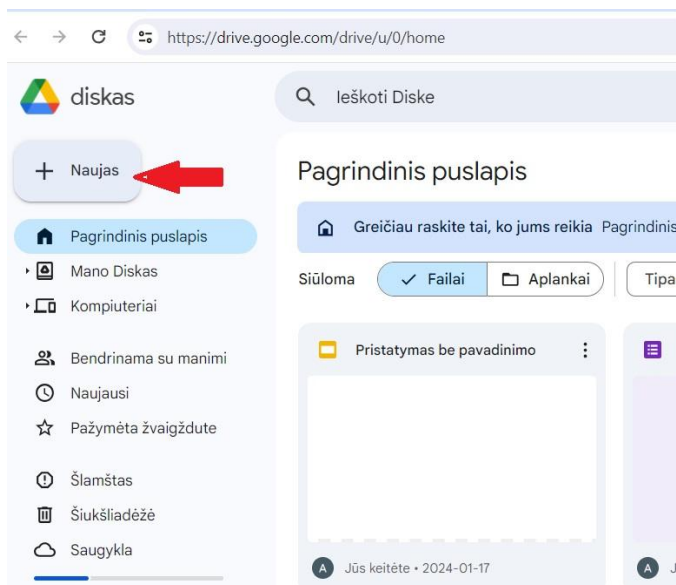 https://drive.google.com/drive/u/0/home
diskas
Ieškoti Diske
Naujas
Pagrindinis puslapis
Mano Diskas
Kompiuteriai
Bendrinama su manimi
Naujausi
Pažymėta žvaigždute
Šlamštas
Šiukšliadėžė
Saugykla
Pagrindinis puslapis
Greičiau raskite tai, ko jums reikia Pagrindinis
Siūloma Failai Aplankai Tipa
Pristatymas be pavadinimo
A Jūs keitėte • 2024-01-17
A J